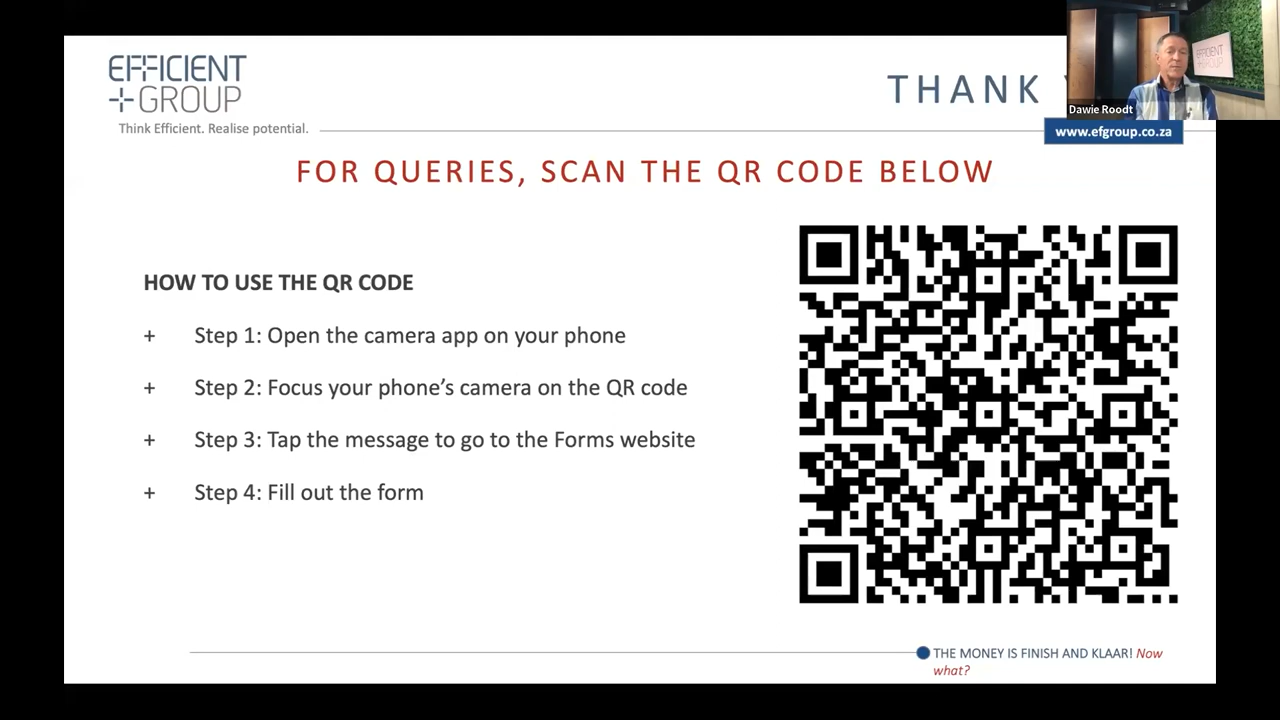 EFFICIENT
GROUP
Think Efficient. Realise potential.
THANK
Dawie Roodt
www.efgroup.co.za
FOR QUERIES, SCAN THE QR CODE BELOW
HOW TO USE THE QR CODE
+ Step 1: Open the camera app on your phone
+ Step 2: Focus your phone’s camera on the QR code
+ Step 3: Tap the message to go to the Forms website
+ Step 4: Fill out the form
THE MONEY IS FINISH AND KLAAR! Now
what?